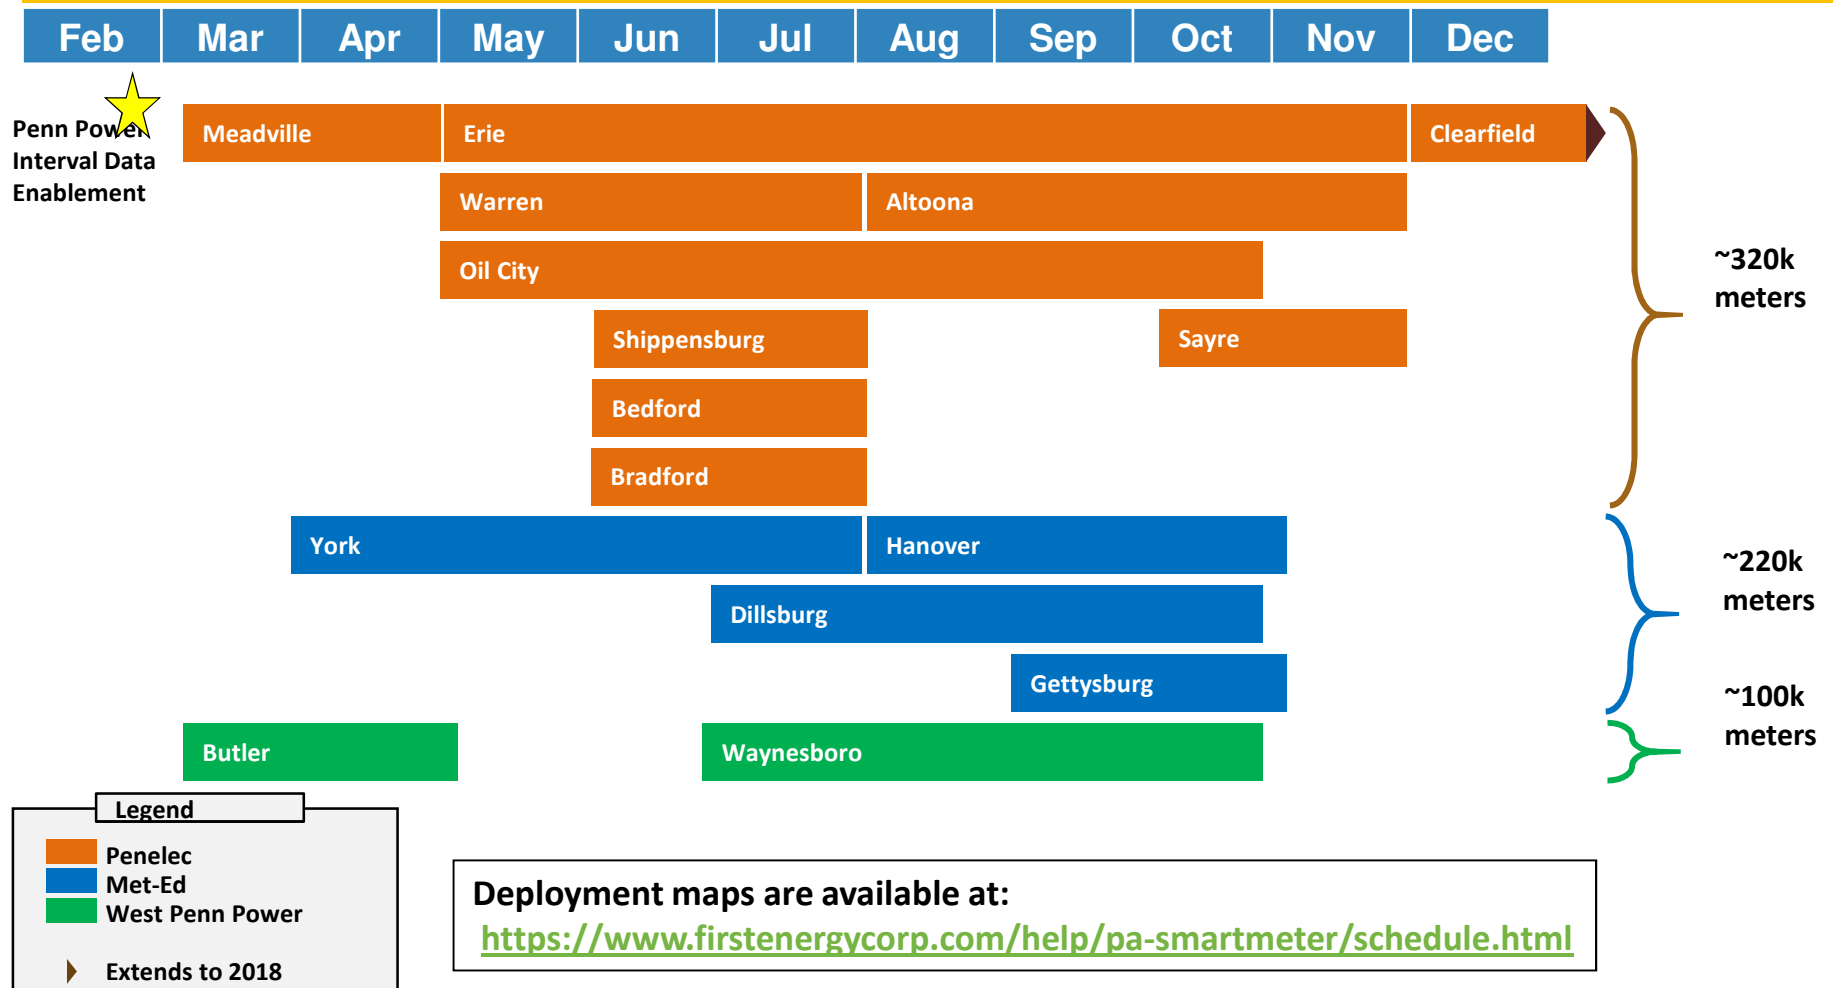 Feb Mar Apr May Jun Jul Aug Sep Oct Nov Dec
Penn Power
Interval Data
Enablement
Meadville Erie Clearfield
Warren Altoona
Oil City
Shippensburg Sayre
Bedford
Bradford
~320k
meters
York Hanover
Dillsburg
Gettysburg
~220k
meters
Butler Waynesboro
~100k
meters
Legend
Penelec
Met-Ed
West Penn Power
Extends to 2018
Deployment maps are available at:
https://www.firstenergycorp.com/help/pa-smartmeter/schedule.html